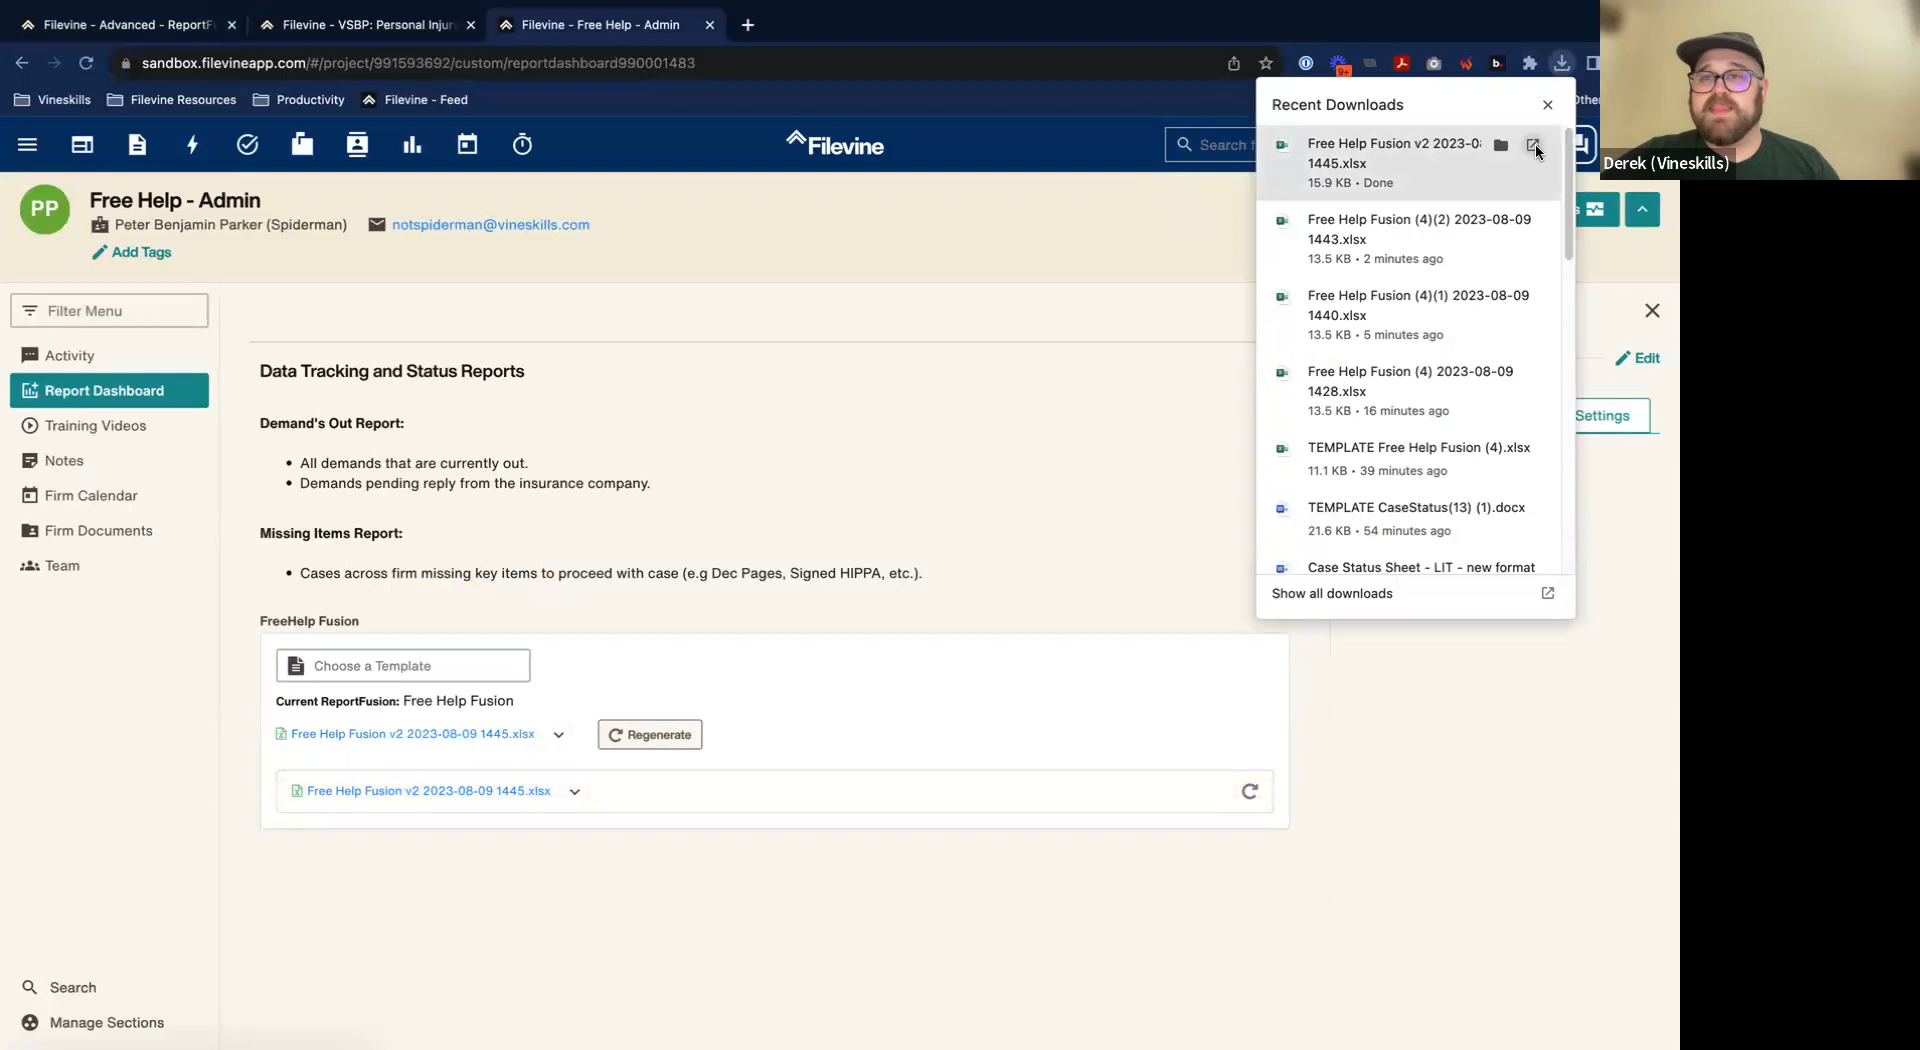 Filevine - Advanced - ReportF
Filevine - VSBP: Personal Injur
Filevine - Free Help - Admin
sandbox.filevineapp.com/#/project/991593692/custom/reportdashboard990001483
9+
b.
Vineskills
Filevine Resources
Productivity
Filevine - Feed
Other
Filevine
Search f
Derek (Vineskills)
PP
Free Help - Admin
Peter Benjamin Parker (Spiderman)
notspiderman@vineskills.com
Add Tags
s
Recent Downloads
Free Help Fusion v2 2023-08
1445.xlsx
15.9 KB • Done
Free Help Fusion (4)(2) 2023-08-09
1443.xlsx
13.5 KB • 2 minutes ago
Free Help Fusion (4)(1) 2023-08-09
1440.xlsx
13.5 KB • 5 minutes ago
Free Help Fusion (4) 2023-08-09
1428.xlsx
13.5 KB • 16 minutes ago
TEMPLATE Free Help Fusion (4).xlsx
11.1 KB • 39 minutes ago
TEMPLATE CaseStatus(13) (1).docx
21.6 KB • 54 minutes ago
Case Status Sheet - LIT - new format
Show all downloads
Filter Menu
Activity
Report Dashboard
Training Videos
Notes
Firm Calendar
Firm Documents
Team
Search
Manage Sections
Edit
Settings
Data Tracking and Status Reports
Demand's Out Report:
• All demands that are currently out.
• Demands pending reply from the insurance company.
Missing Items Report:
• Cases across firm missing key items to proceed with case (e.g Dec Pages, Signed HIPPA, etc.).
FreeHelp Fusion
Choose a Template
Current ReportFusion: Free Help Fusion
Free Help Fusion v2 2023-08-09 1445.xlsx
Regenerate
Free Help Fusion v2 2023-08-09 1445.xlsx